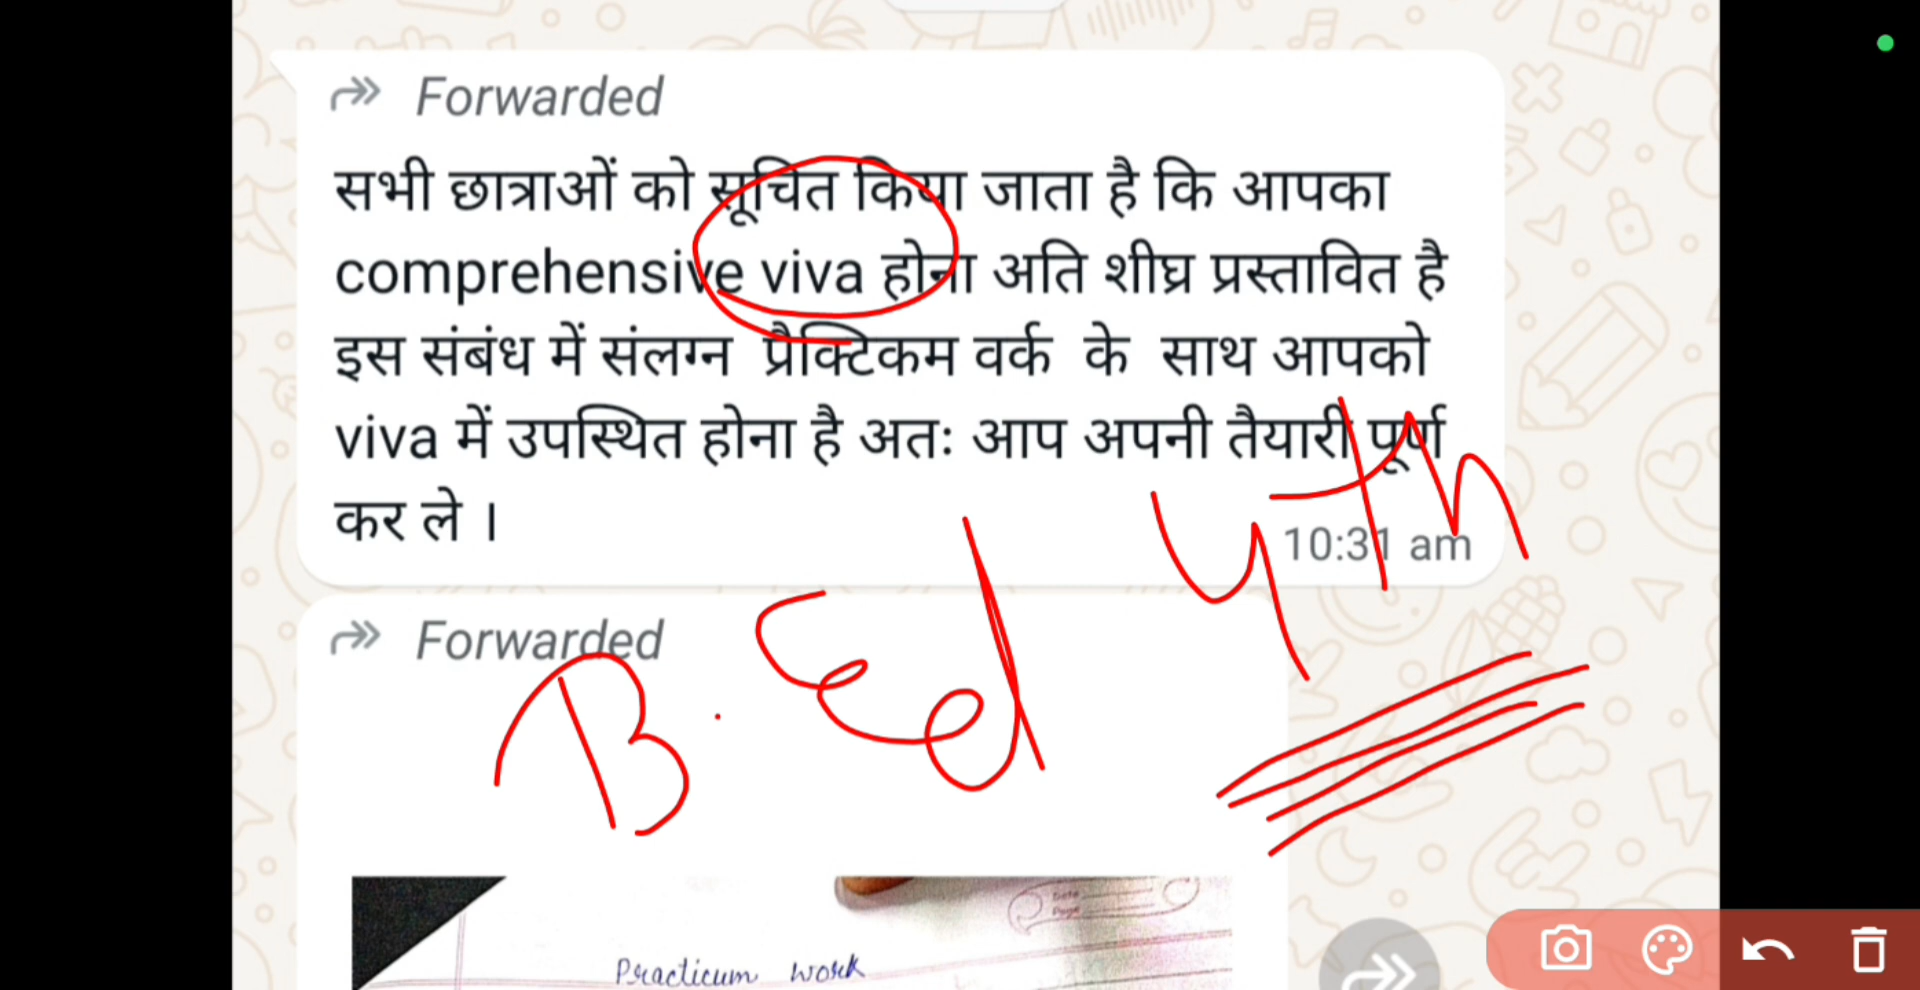 Forwarded
सभी छात्राओं को सूचित किया जाता है कि आपका
comprehensive viva होना अति शीघ्र प्रस्तावित है
इस संबंध में संलग्न प्रैक्टिकम वर्क के साथ आपको
viva में उपस्थित होना है अतः आप अपनी तैयारी पूर्ण
कर ले ।
10:31 am
Forwarded
B. Ed 4th
Practicum work